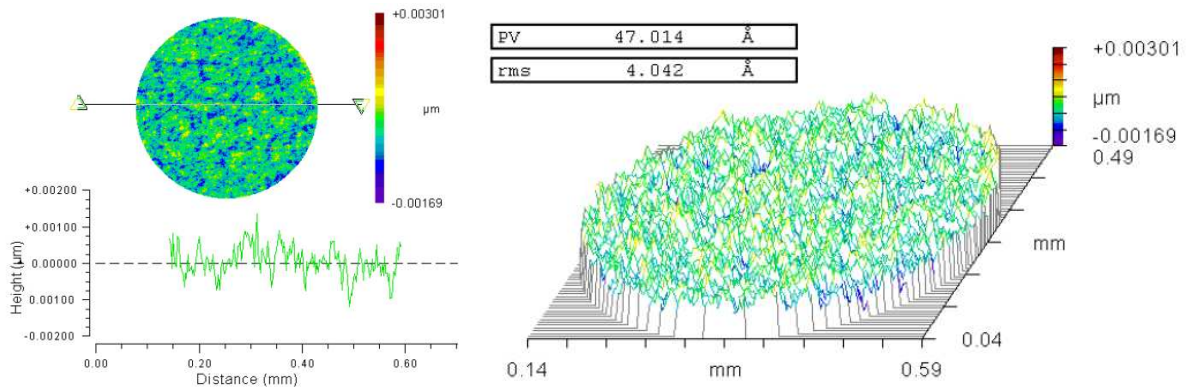 +0.00301
µm
-0.00169
+0.00200
+0.00100
0.00000
0.00100
-0.00200
Height (µm)
0.00
0.20
0.40
0.60
Distance (mm)
PV 47.014 Å
rms 4.042 Å
+0.00301
µm
-0.00169
0.49
mm
0.04
0.14
mm
0.59